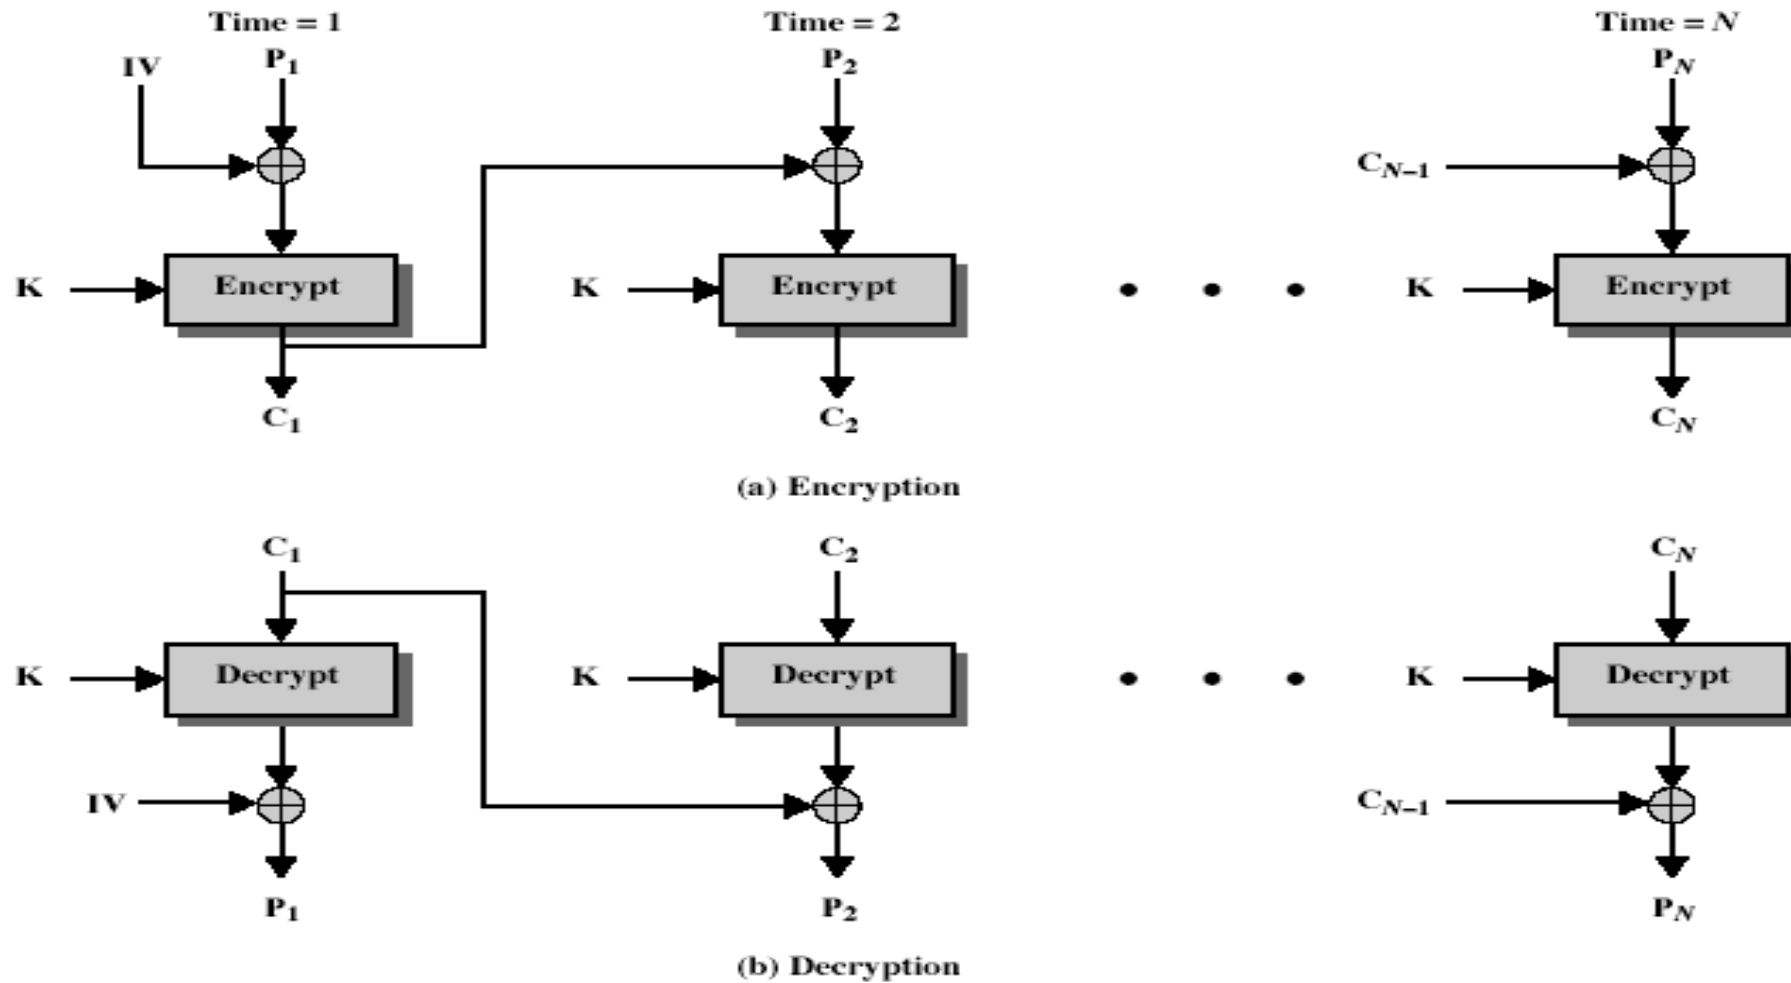 Time = 1 Time = 2 Time = N
IV P1 P2 PN
CN–1
K Encrypt K Encrypt • • • K Encrypt
C1 C2 CN
(a) Encryption
C1 C2 CN
K Decrypt K Decrypt • • • K Decrypt
IV CN–1
P1 P2 PN
(b) Decryption